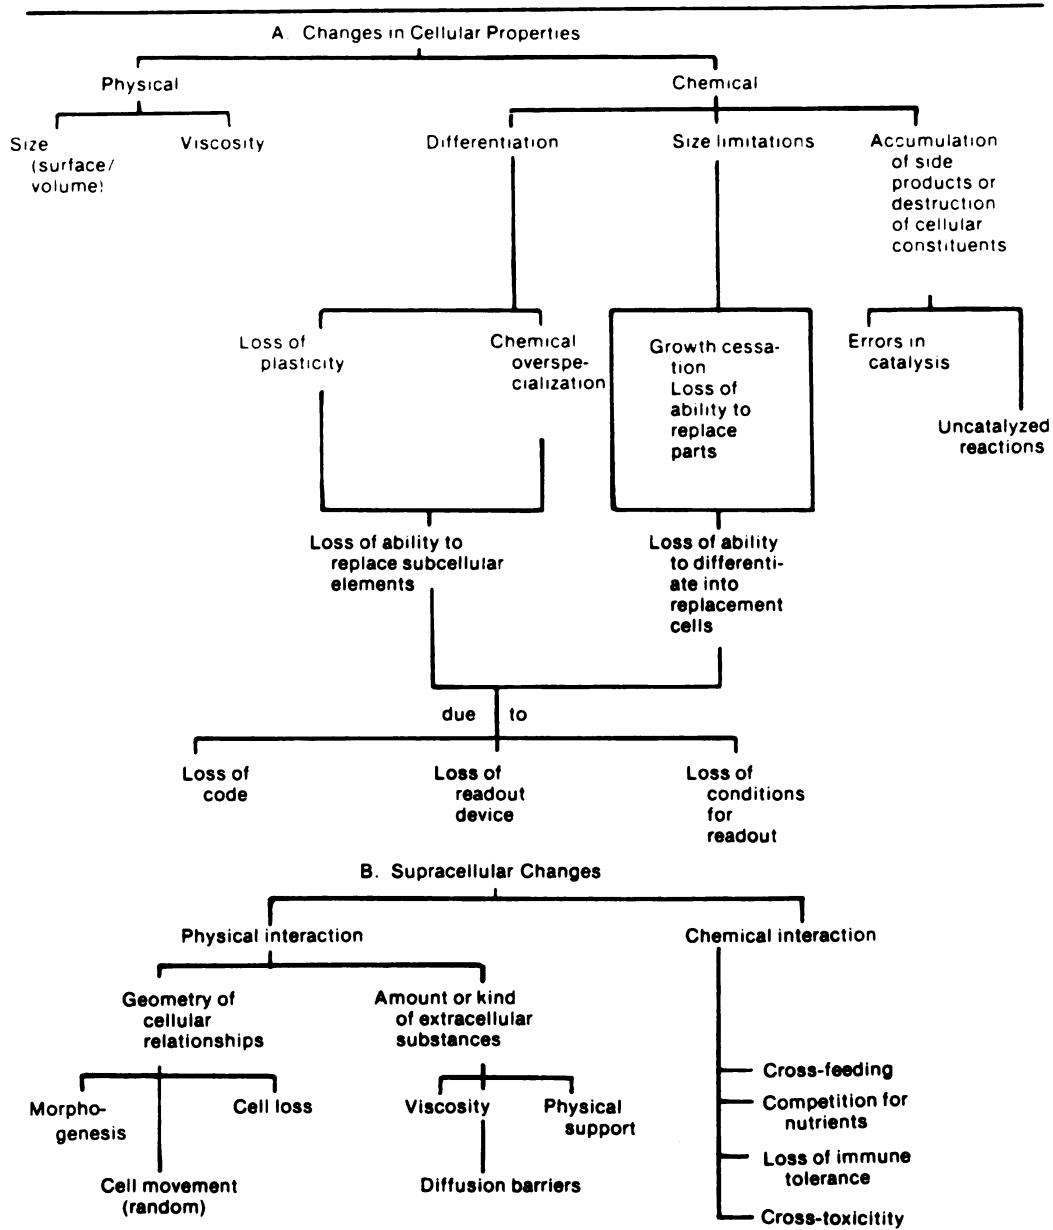 A. Changes in Cellular Properties
Physical
Chemical
Size
(surface/
volume)
Viscosity
Differentiation
Size limitations
Accumulation
of side
products or
destruction
of cellular
constituents
Loss of
plasticity
Chemical
overspe-
cialization
Growth cessa-
tion
Loss of
ability to
replace
parts
Errors in
catalysis
Uncatalyzed
reactions
Loss of ability to
replace subcellular
elements
Loss of ability
to differenti-
ate into
replacement
cells
due to
Loss of
code
Loss of
readout
device
Loss of
conditions
for
readout
B. Supracellular Changes
Physical interaction
Chemical interaction
Geometry of
cellular
relationships
Amount or kind
of extracellular
substances
Morpho-
genesis
Cell loss
Cell movement
(random)
Viscosity
Physical
support
Diffusion barriers
Cross-feeding
Competition for
nutrients
Loss of immune
tolerance
Cross-toxicitity